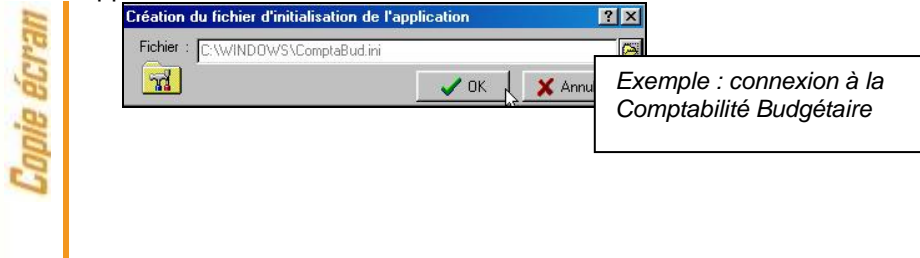 Création du fichier d'initialisation de l'application
Fichier : C:\WINDOWS\ComptaBud.ini
OK
Exemple : connexion à la
Comptabilité Budgétaire
Copie écran